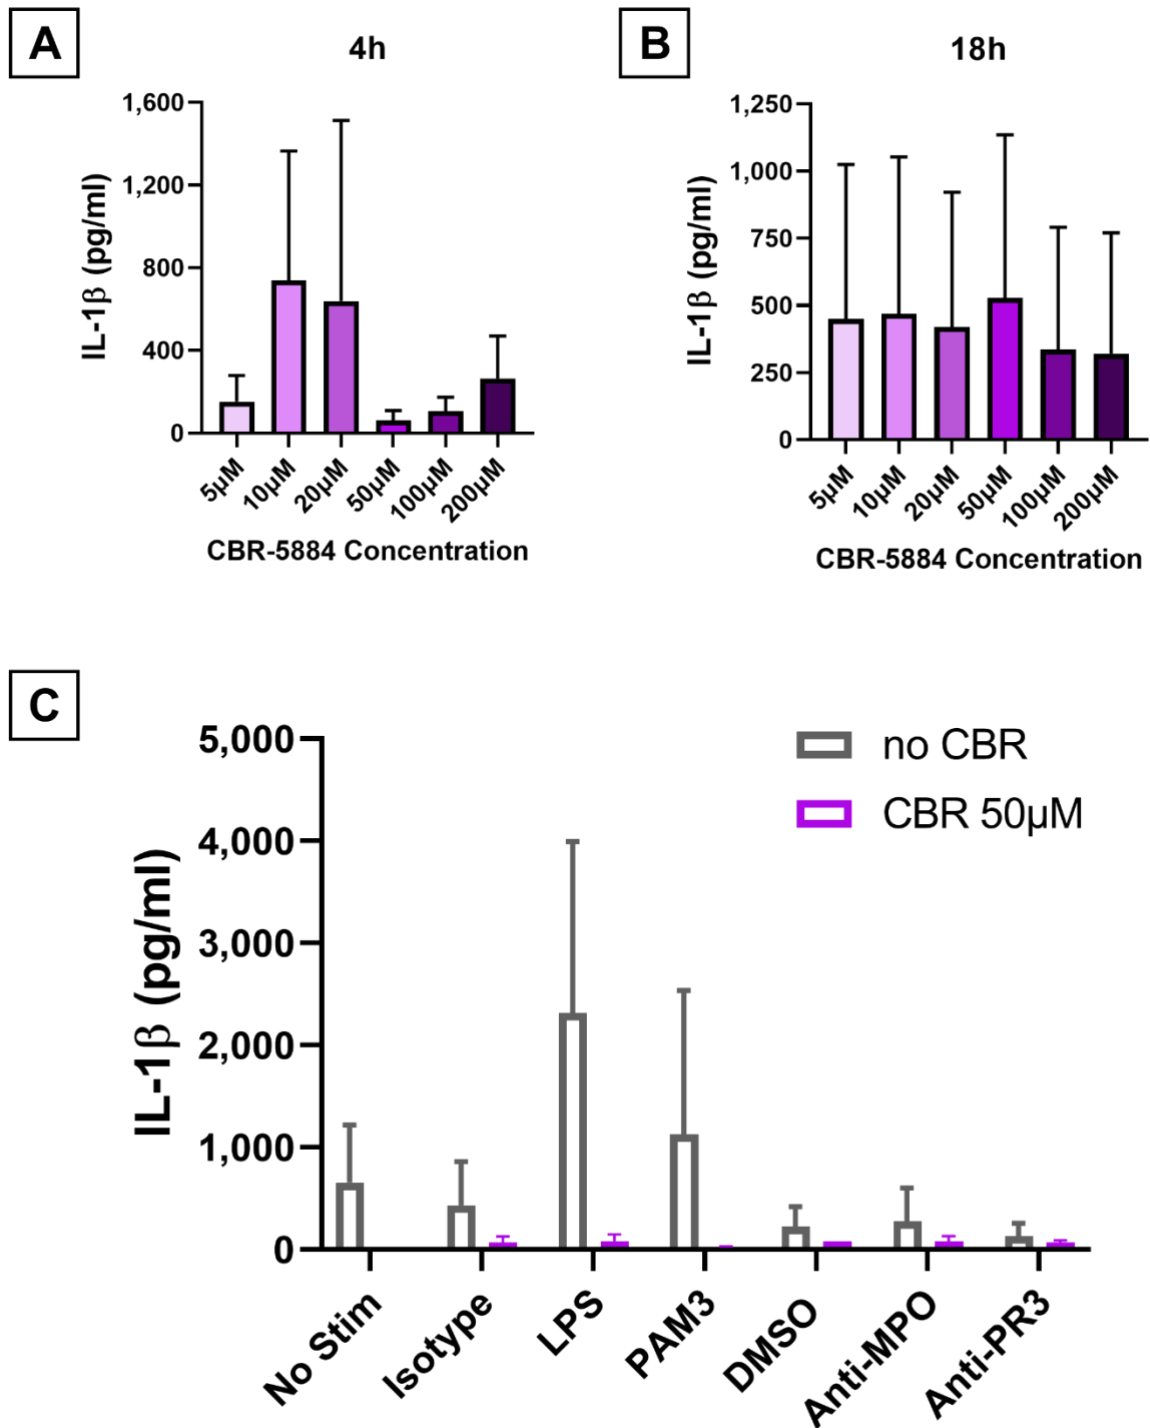 A
4h
IL-1β (pg/ml)
1,600
1,200
800
400
0
5µM
10µM
20µM
50µM
100µM
200µM
CBR-5884 Concentration
B
18h
IL-1β (pg/ml)
1,250
1,000
750
500
250
0
5µM
10µM
20µM
50µM
100µM
200µM
CBR-5884 Concentration
C
IL-1β (pg/ml)
5,000
4,000
3,000
2,000
1,000
0
no CBR
CBR 50µM
No Stim
Isotype
LPS
PAM3
DMSO
Anti-MPO
Anti-PR3